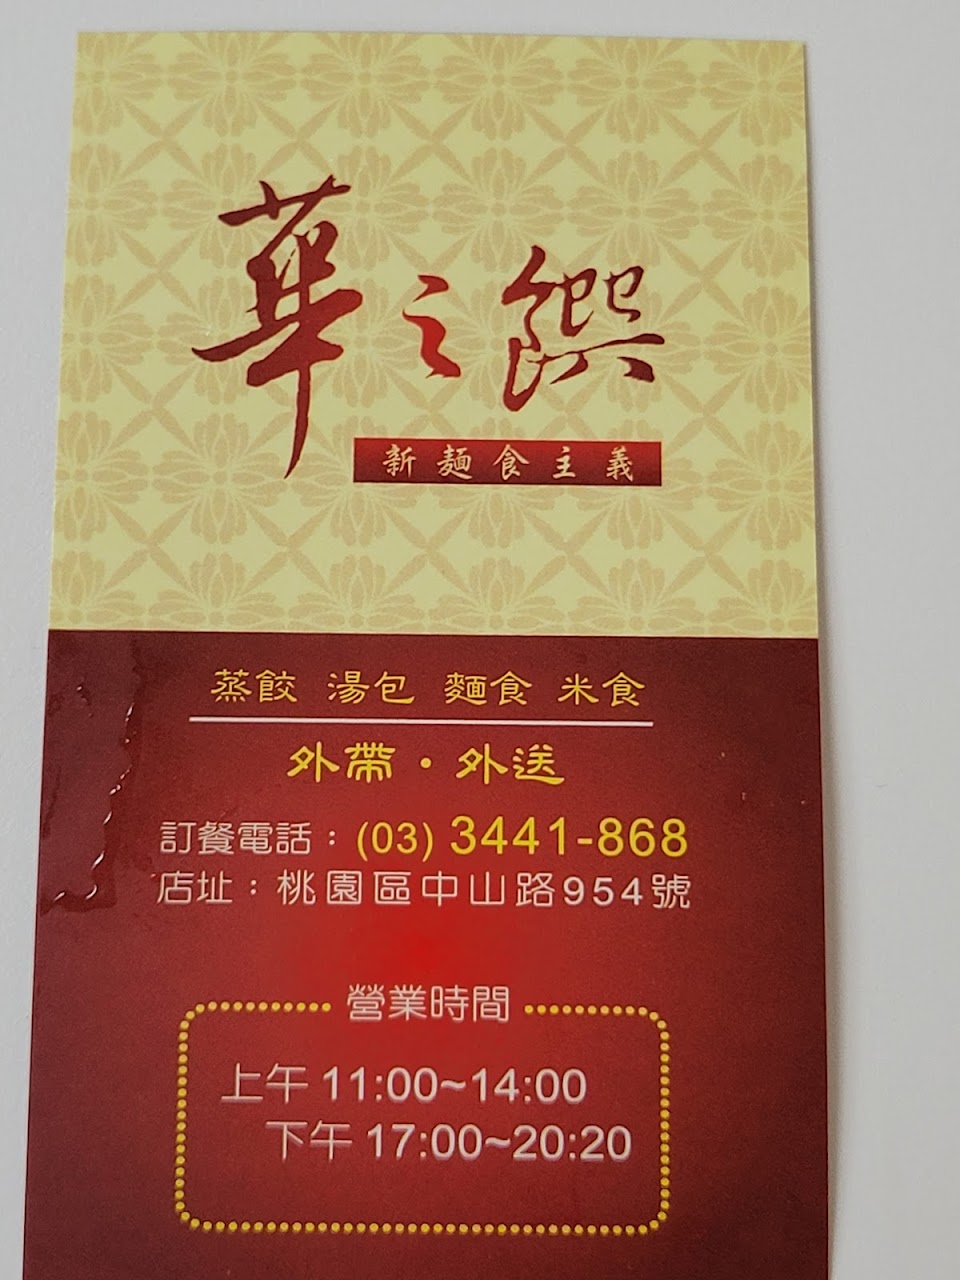 華之饌
新麵食主義
蒸餃 湯包 麵食 米食
外帶・外送
訂餐電話：(03) 3441-868
店址：桃園區中山路954號
營業時間
上午 11:00~14:00
下午 17:00~20:20